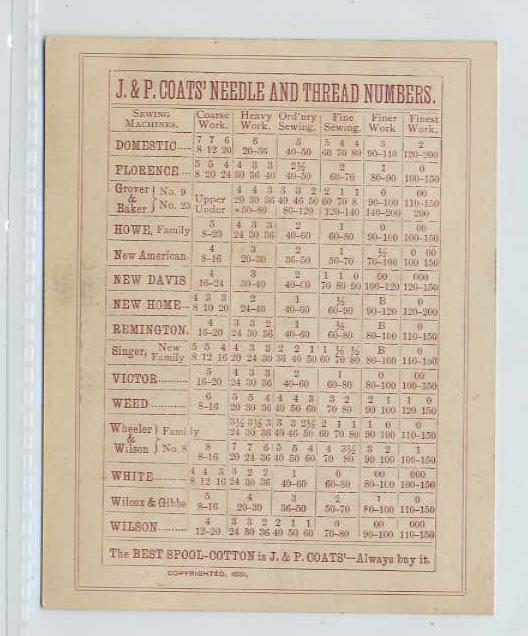 J. & P. COATS' NEEDLE AND THREAD NUMBERS.
SEWING MACHINES. Coarse Work. Heavy Work. Ord'nry Sewing. Fine Sewing. Finer Work Finest Work.
DOMESTIC 7 7 6 6 5 5 4 4 3 2
8 12 20 20-36 40-50 60 70 80 90-110 120-200
FLORENCE 5 5 4 4 3 3 2½ 2 1 0
8 20 24 30 36 40 40-50 60-70 80-90 100-150
Grover & Baker No. 9 4 4 3 3 3 2 2 1 1 0 00
Upper 20 30 36 40 46 50 60 70 8 90-100 110-150
No. 23 Under 50-80 80-120 120-140 140-200 200
HOWE, Family 5 4 3 3 2 1 0 00
8-20 24 30 36 40-60 60-80 90-100 100-150
New American 4 3 2 1 ½ 0 00
8-16 20-30 36-50 50-70 70-100 100 150
NEW DAVIS 4 3 2 1 1 0 00 000
16-24 30-40 40-60 70 80 90 100-120 120-150
NEW HOME 4 3 3 2 1 ½ B 0
8 10 20 24-40 40-60 60-90 90-120 120-200
REMINGTON. 4 3 3 2 1 ½ B 0
16-20 24 30 36 40-60 60-80 80-100 110-150
Singer, New Family 5 5 4 4 3 3 2 2 1 1 ½ ½ B 0
8 12 16 20 24 30 36 40 50 60 70 80 80-100 110-150
VICTOR 5 4 3 3 2 1 0 00
16-20 24 30 36 40-60 60-80 80-100 100-150
WEED 6 5 5 4 4 4 3 3 2 2 1 1 0
8-16 20 30 36 40 50 60 70 80 90 100 120 150
Wheeler & Wilson Family 3½ 3½ 3 3 3 2½ 2 1 1 1 0 0
24 30 36 40 46 50 60 70 80 90 100 110-150
No. 8 8 7 7 6 5 5 4 4 3½ 3 2 1
8-16 20 24 36 40 50 60 70 80 90 100 110-150
WHITE 4 4 3 3 2 2 1 0 00 000
8 12 16 24 30 36 40-60 60-80 80-100 100-150
Wilcox & Gibbs 5 4 3 2 1 0
8-16 20-30 36-50 50-70 80-100 110-150
WILSON 4 3 3 2 2 1 1 0 00 000
12-20 24 30 36 40 50 60 70-80 90-100 110-150
The BEST SPOOL-COTTON is J. & P. COATS'—Always buy it.
COPYRIGHTED, 1881.